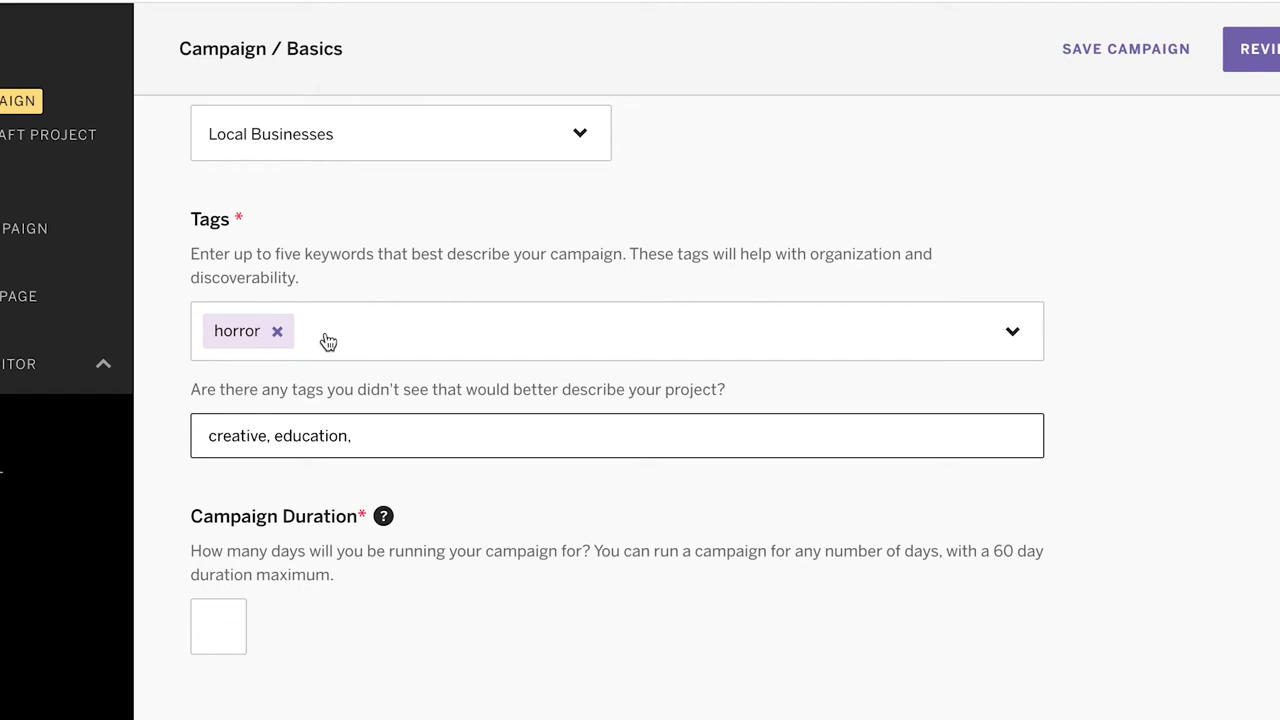 Campaign / Basics
SAVE CAMPAIGN
REVI
AIGN
AFT PROJECT
PAIGN
PAGE
ITOR
Local Businesses
Tags *
Enter up to five keywords that best describe your campaign. These tags will help with organization and
discoverability.
horror ×
Are there any tags you didn't see that would better describe your project?
creative, education,
Campaign Duration* ?
How many days will you be running your campaign for? You can run a campaign for any number of days, with a 60 day
duration maximum.